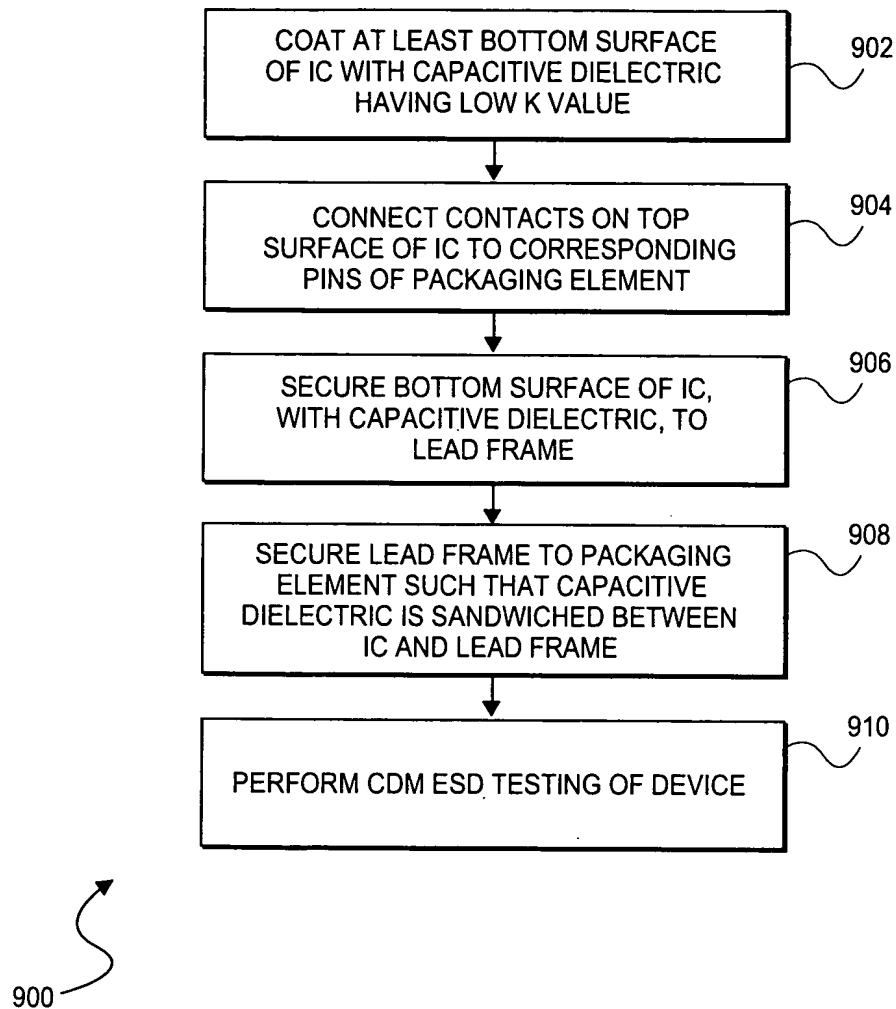 COAT AT LEAST BOTTOM SURFACE
OF IC WITH CAPACITIVE DIELECTRIC
HAVING LOW K VALUE
902
CONNECT CONTACTS ON TOP
SURFACE OF IC TO CORRESPONDING
PINS OF PACKAGING ELEMENT
904
SECURE BOTTOM SURFACE OF IC,
WITH CAPACITIVE DIELECTRIC, TO
LEAD FRAME
906
SECURE LEAD FRAME TO PACKAGING
ELEMENT SUCH THAT CAPACITIVE
DIELECTRIC IS SANDWICHED BETWEEN
IC AND LEAD FRAME
908
PERFORM CDM ESD TESTING OF DEVICE
910
900